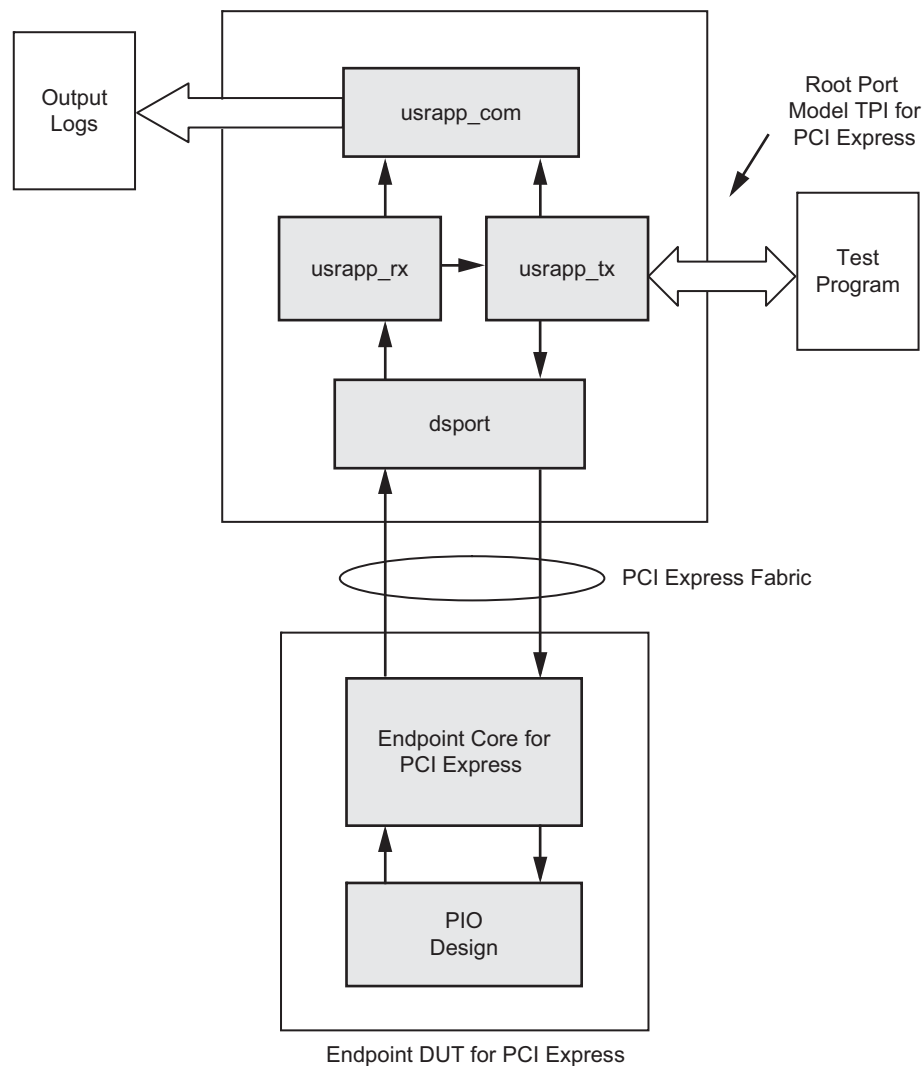 Output
Logs
usrapp_com
Root Port
Model TPI for
PCI Express
usrapp_rx
usrapp_tx
Test
Program
dsport
PCI Express Fabric
Endpoint Core for
PCI Express
PIO
Design
Endpoint DUT for PCI Express